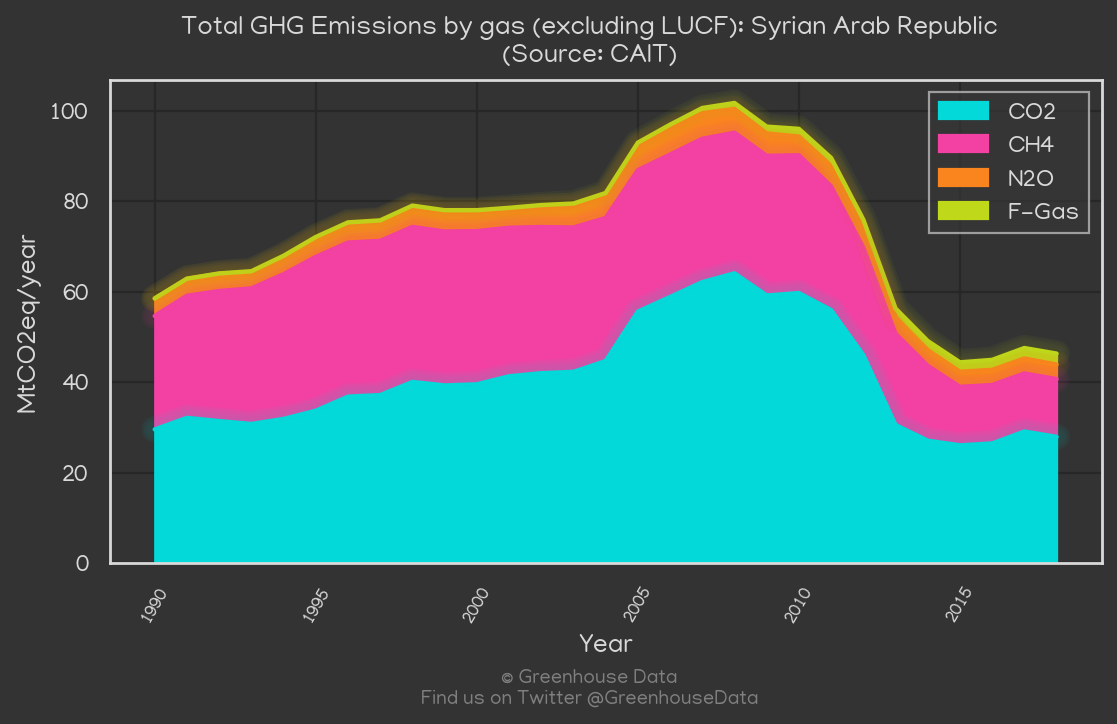 Total GHG Emissions by gas (excluding LUCF): Syrian Arab Republic
(Source: CAIT)
CO2
CH4
N2O
F-Gas
MtCO2eq/year
100
80
60
40
20
0
1990
1995
2000
2005
2010
2015
Year
© Greenhouse Data
Find us on Twitter @GreenhouseData